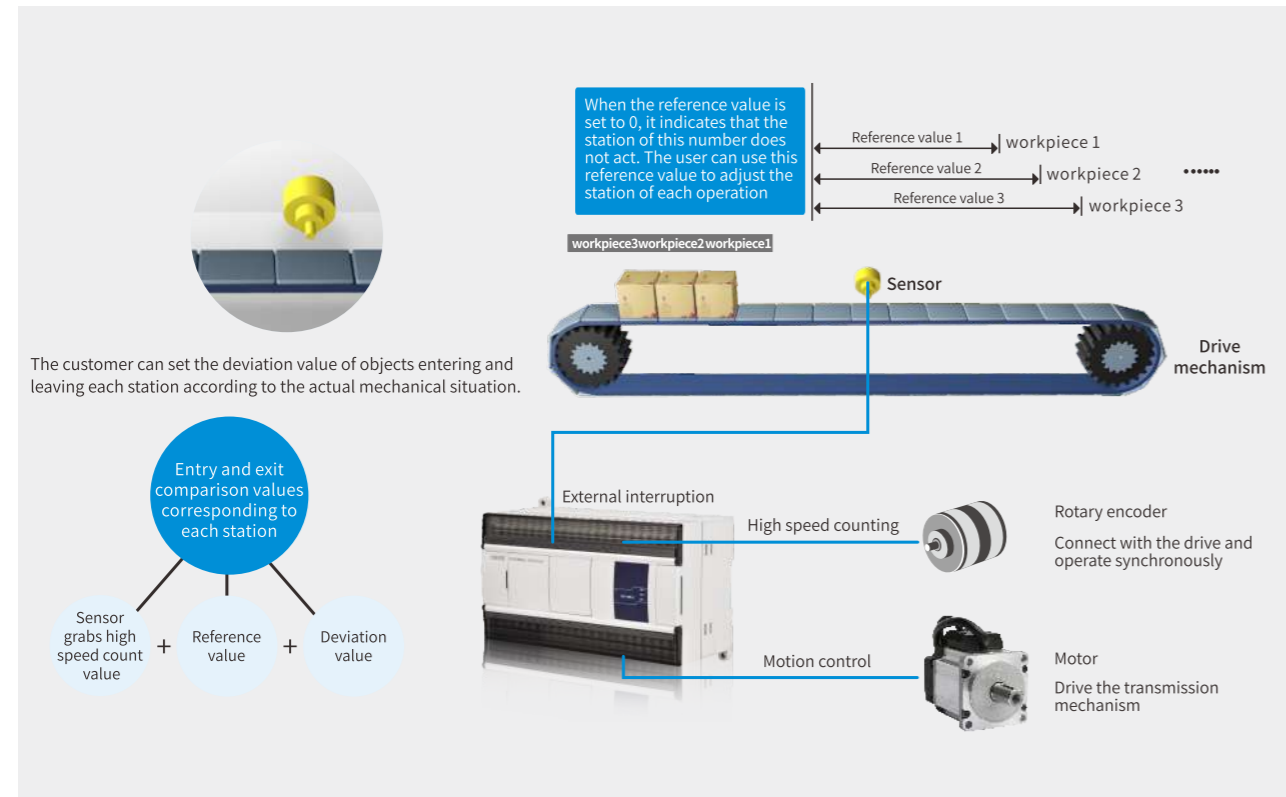 When the reference value is
set to 0, it indicates that the
station of this number does
not act. The user can use this
reference value to adjust the
station of each operation
Reference value 1
workpiece 1
Reference value 2
workpiece 2
......
Reference value 3
workpiece 3
workpiece3workpiece2workpiece1
Sensor
Drive
mechanism
The customer can set the deviation value of objects entering and
leaving each station according to the actual mechanical situation.
Entry and exit
comparison values
corresponding to
each station
Sensor
grabs high
speed count
value
+
Reference
value
+
Deviation
value
External interruption
High speed counting
Rotary encoder
Connect with the drive and
operate synchronously
Motion control
Motor
Drive the transmission
mechanism